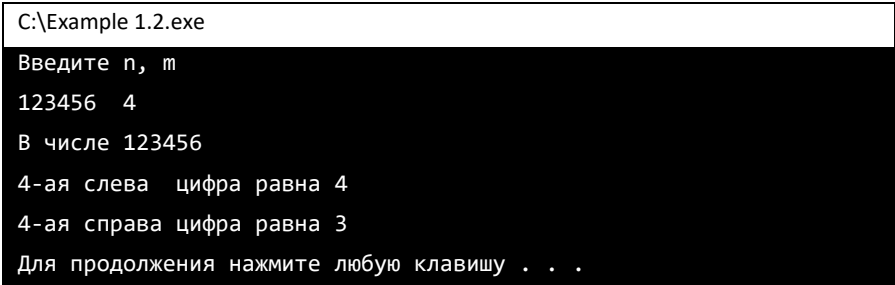 C:\Example 1.2.exe
Введите n, m
123456  4
В числе 123456
4-ая слева  цифра равна 4
4-ая справа цифра равна 3
Для продолжения нажмите любую клавишу . . .